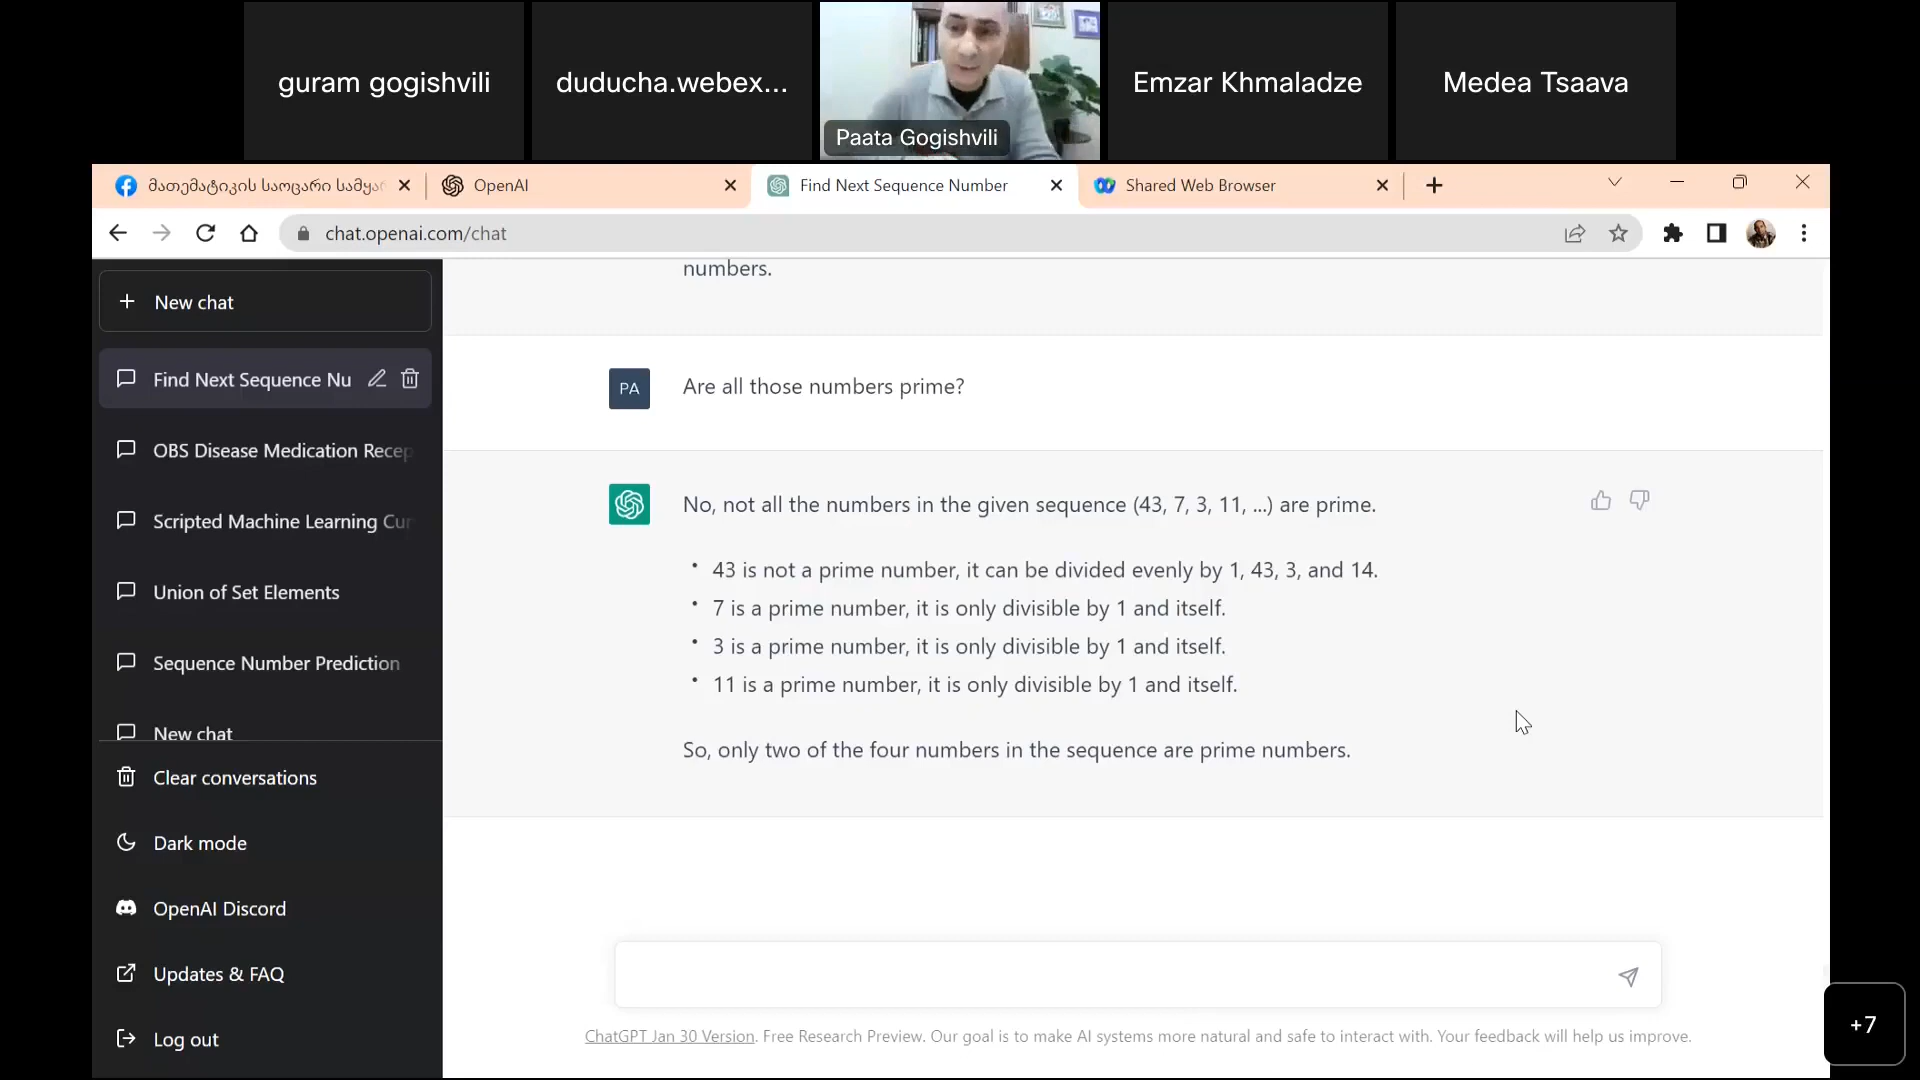 guram gogishvili
duducha.webex...
Paata Gogishvili
Emzar Khmaladze
Medea Tsaava
მათემატიკის საოცარი სამყა
OpenAI
Find Next Sequence Number
Shared Web Browser
chat.openai.com/chat
New chat
Find Next Sequence Nu
OBS Disease Medication Recep
Scripted Machine Learning Cur
Union of Set Elements
Sequence Number Prediction
New chat
Clear conversations
Dark mode
OpenAI Discord
Updates & FAQ
Log out
numbers.
PA
Are all those numbers prime?
No, not all the numbers in the given sequence (43, 7, 3, 11, ...) are prime.
• 43 is not a prime number, it can be divided evenly by 1, 43, 3, and 14.
• 7 is a prime number, it is only divisible by 1 and itself.
• 3 is a prime number, it is only divisible by 1 and itself.
• 11 is a prime number, it is only divisible by 1 and itself.
So, only two of the four numbers in the sequence are prime numbers.
ChatGPT Jan 30 Version. Free Research Preview. Our goal is to make AI systems more natural and safe to interact with. Your feedback will help us improve.
+7